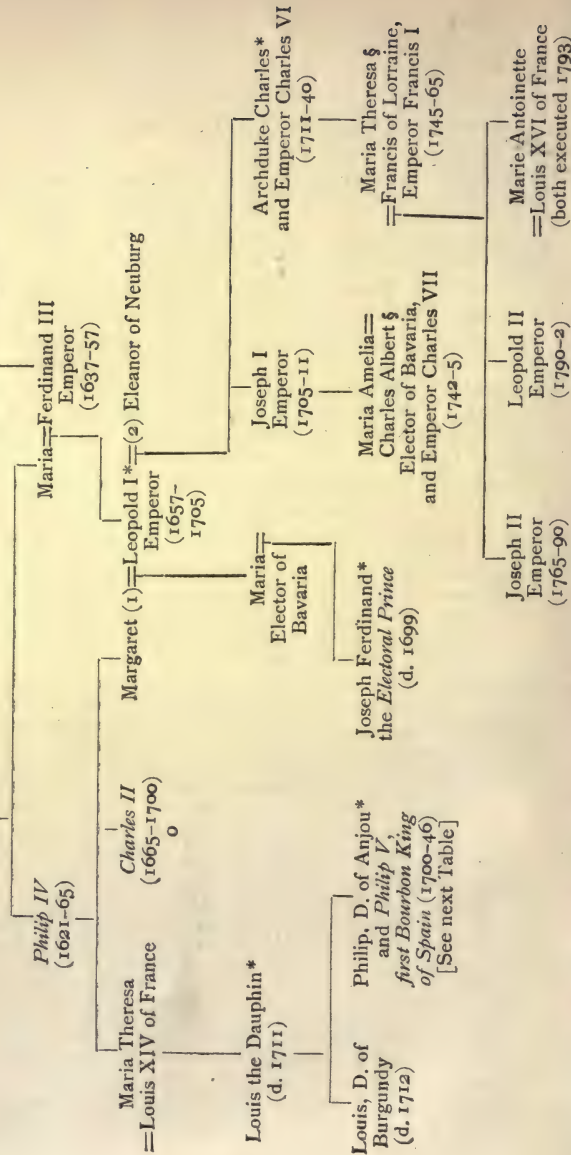 Philip IV
(1621-65)
Maria=Ferdinand III
Emperor
(1637-57)
Maria Theresa
=Louis XIV of France
Charles II
(1665-1700)
o
Margaret (1)=Leopold I*=(2) Eleanor of Neuburg
Emperor
(1657-
1705)
Louis the Dauphin*
(d. 1711)
Maria=
Elector of
Bavaria
Joseph I
Emperor
(1705-11)
Archduke Charles*
and Emperor Charles VI
(1711-40)
Louis, D. of
Burgundy
(d. 1712)
Philip, D. of Anjou*
and Philip V,
first Bourbon King
of Spain (1700-46)
[See next Table]
Joseph Ferdinand*
the Electoral Prince
(d. 1699)
Maria Amelia=
Charles Albert §
Elector of Bavaria,
and Emperor Charles VII
(1742-5)
Maria Theresa §
=Francis of Lorraine,
Emperor Francis I
(1745-65)
Joseph II
Emperor
(1765-90)
Leopold II
Emperor
(1790-2)
Marie Antoinette
=Louis XVI of France
(both executed 1793)